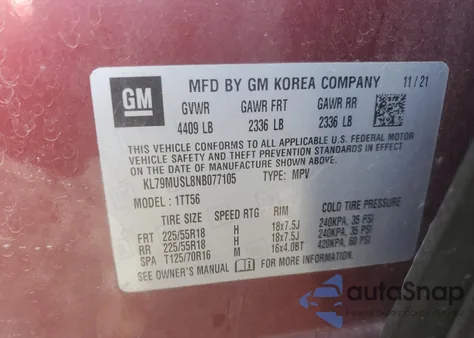 GM
MFD BY GM KOREA COMPANY 11/21
GVWR GAWR FRT GAWR RR
4409 LB 2336 LB 2336 LB
THIS VEHICLE CONFORMS TO ALL APPLICABLE U.S. FEDERAL MOTOR
VEHICLE SAFETY AND THEFT PREVENTION STANDARDS IN EFFECT
ON THE DATE OF MANUFACTURE SHOWN ABOVE.
KL79MUSL8NB077105 TYPE: MPV
MODEL: 1TT56
TIRE SIZE SPEED RTG RIM COLD TIRE PRESSURE
FRT 225/55R18 H 18x7.5J 240KPA, 35 PSI
RR 225/55R18 H 18x7.5J 240KPA, 35 PSI
SPA T125/70R16 M 16x4.0BT 420KPA, 60 PSI
SEE OWNER'S MANUAL FOR MORE INFORMATION
autoSnap